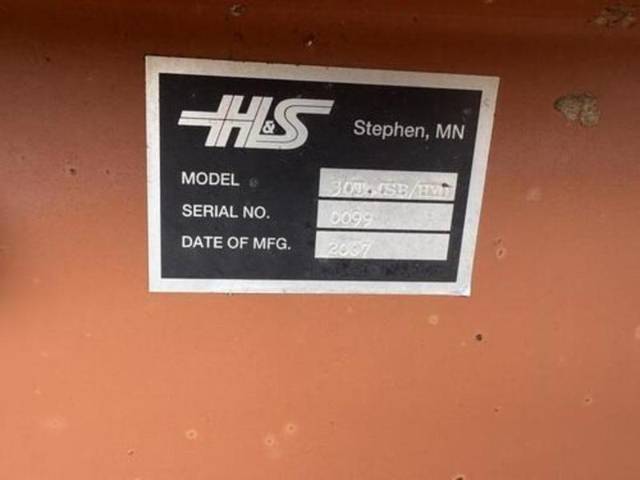 H&S
Stephen, MN
MODEL
SERIAL NO. 0099
DATE OF MFG. 2007